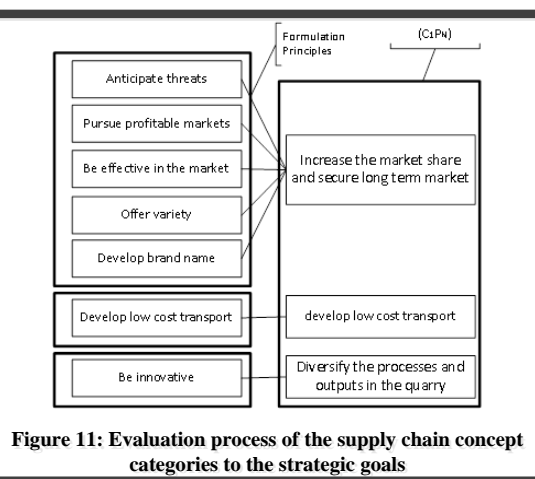 Formulation
Principles
(C1PN)
Anticipate threats
Pursue profitable markets
Be effective in the market
Offer variety
Develop brand name
Increase the market share
and secure long term market
Develop low cost transport
develop low cost transport
Be innovative
Diversify the processes and
outputs in the quarry
Figure 11: Evaluation process of the supply chain concept
categories to the strategic goals